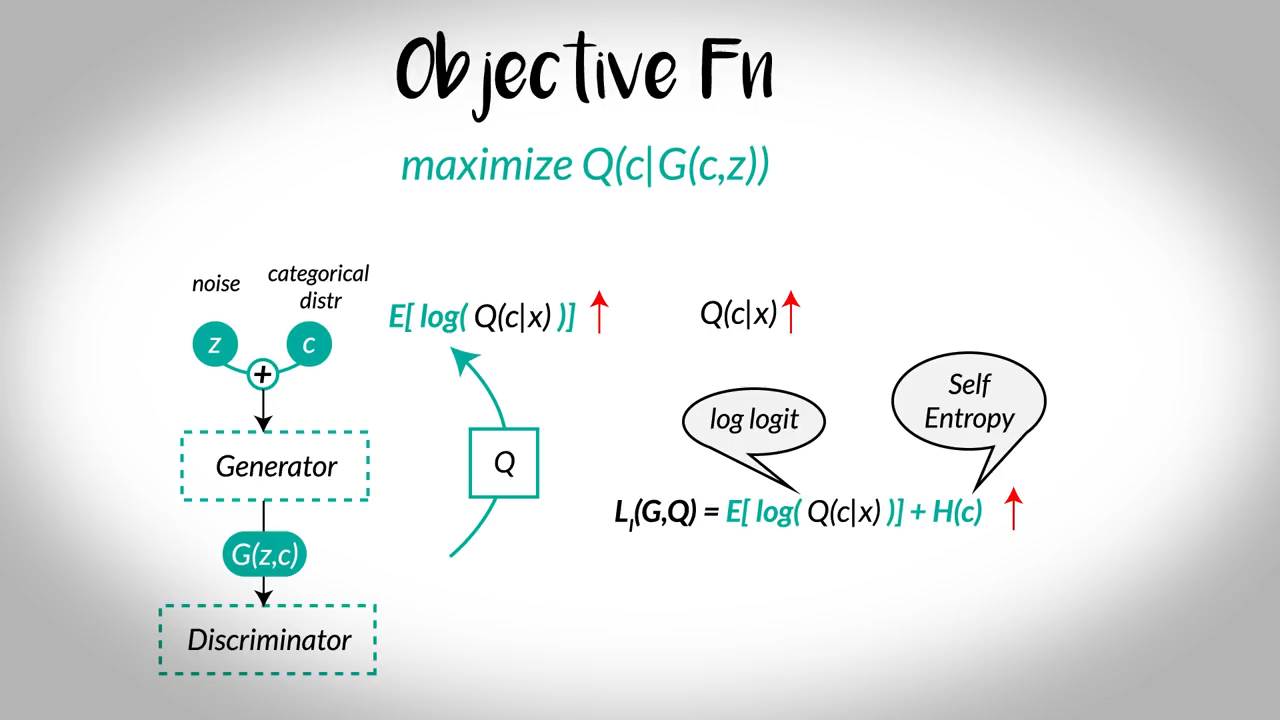 Objective Fn
maximize Q(c|G(c,z))
noise
categorical
distr
z
c
+
Generator
G(z,c)
Discriminator
E[ log( Q(c|x) )]
Q
Q(c|x)
log logit
Self
Entropy
L_I(G,Q) = E[ log( Q(c|x) )] + H(c)